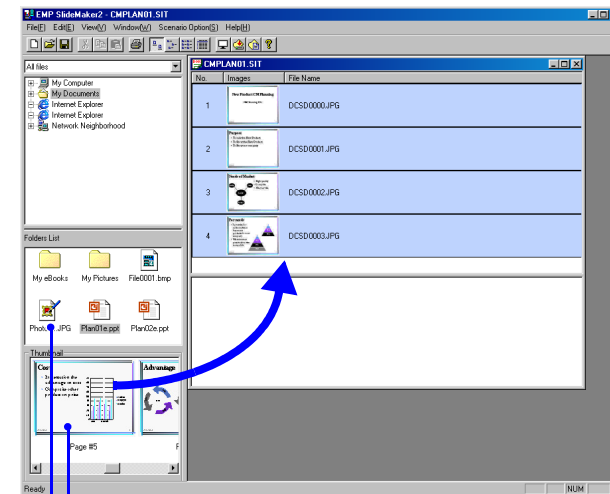 EMP SlideMaker2 - CMPLAN01.SIT
File(F) Edit(E) View(V) Window(W) Scenario Option(S) Help(H)
All files
My Computer
My Documents
Internet Explorer
Internet Explorer
Network Neighborhood
CMPLAN01.SIT
No. Images File Name
1 New Product CM Planning DCSD0000.JPG
2 Purpose DCSD0001.JPG
3 DCSD0002.JPG
4 DCSD0003.JPG
Folders List
My eBooks My Pictures File0001.bmp
.JPG Plan01e.ppt Plan02e.ppt
Thumbnail
Advantage
Page #5
Ready NUM